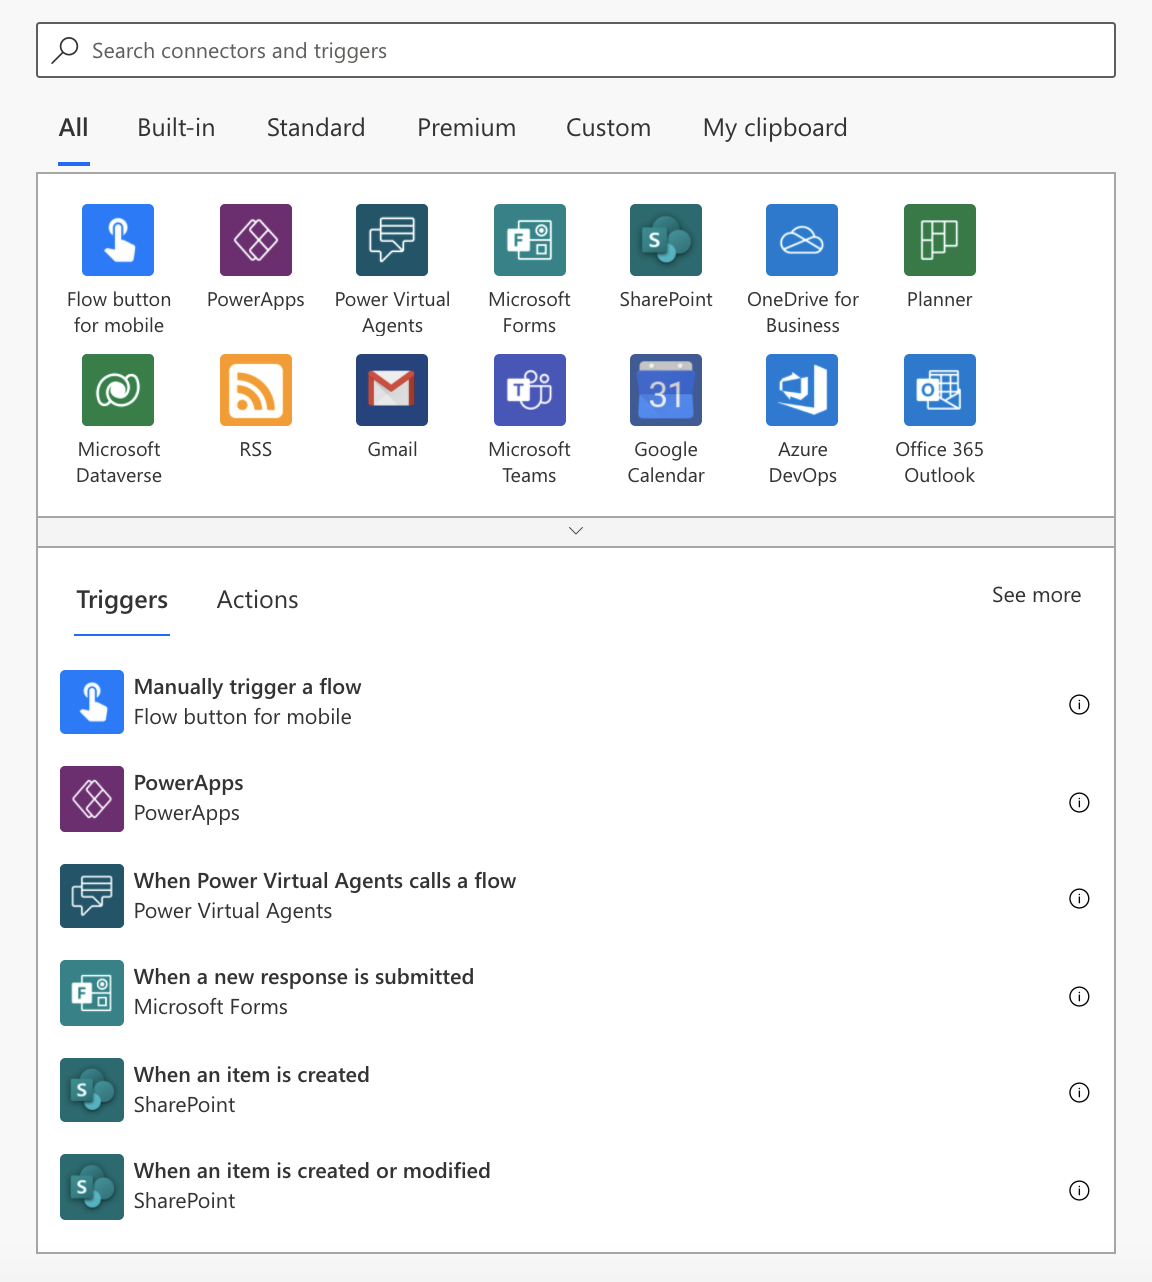 Search connectors and triggers
All Built-in Standard Premium Custom My clipboard
Flow button for mobile
PowerApps
Power Virtual Agents
Microsoft Forms
SharePoint
OneDrive for Business
Planner
Microsoft Dataverse
RSS
Gmail
Microsoft Teams
31
Google Calendar
Azure DevOps
Office 365 Outlook
Triggers Actions See more
Manually trigger a flow
Flow button for mobile
PowerApps
PowerApps
When Power Virtual Agents calls a flow
Power Virtual Agents
When a new response is submitted
Microsoft Forms
When an item is created
SharePoint
When an item is created or modified
SharePoint